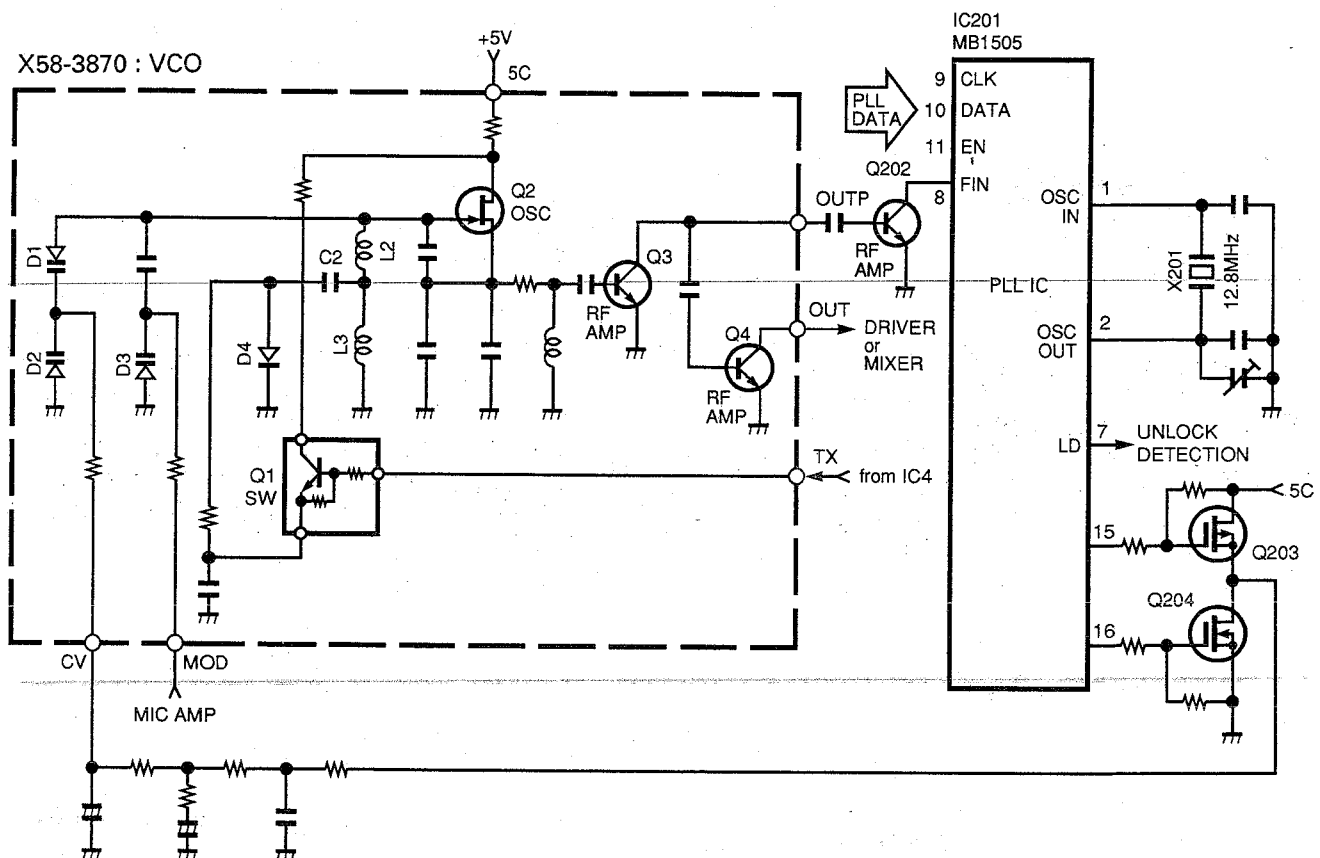 X58-3870 : VCO
+5V
5C
IC201
MB1505
9 CLK
10 DATA
11 EN
8 FIN
PLL
DATA
Q202
OUTP
RF
AMP
OSC
IN
1
PLL IC
X201
12.8MHz
OSC
OUT
2
LD
7
UNLOCK
DETECTION
15
16
5C
Q203
Q204
D1
D2
D3
D4
C2
L2
L3
Q2
OSC
Q3
RF
AMP
Q4
RF
AMP
OUT
DRIVER
or
MIXER
Q1
SW
TX
from IC4
CV
MOD
MIC AMP